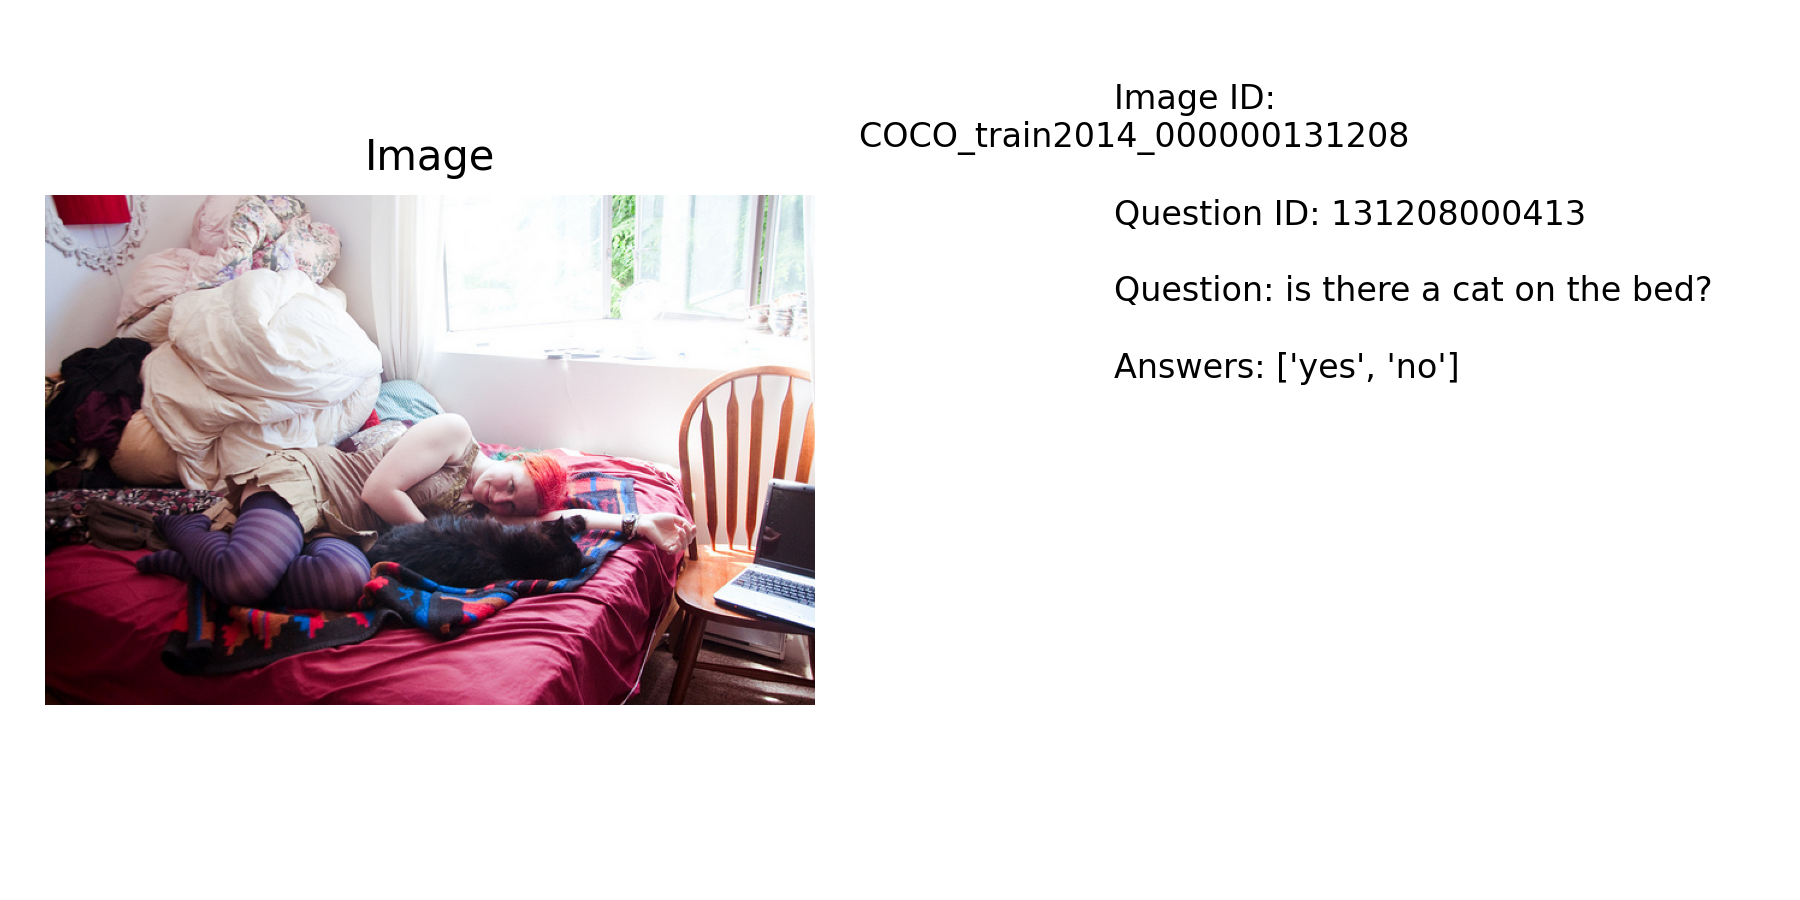 Image
Image ID:
COCO_train2014_000000131208
Question ID: 131208000413
Question: is there a cat on the bed?
Answers: ['yes', 'no']